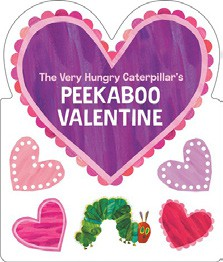 The Very Hungry Caterpillar's
PEEKABOO
VALENTINE